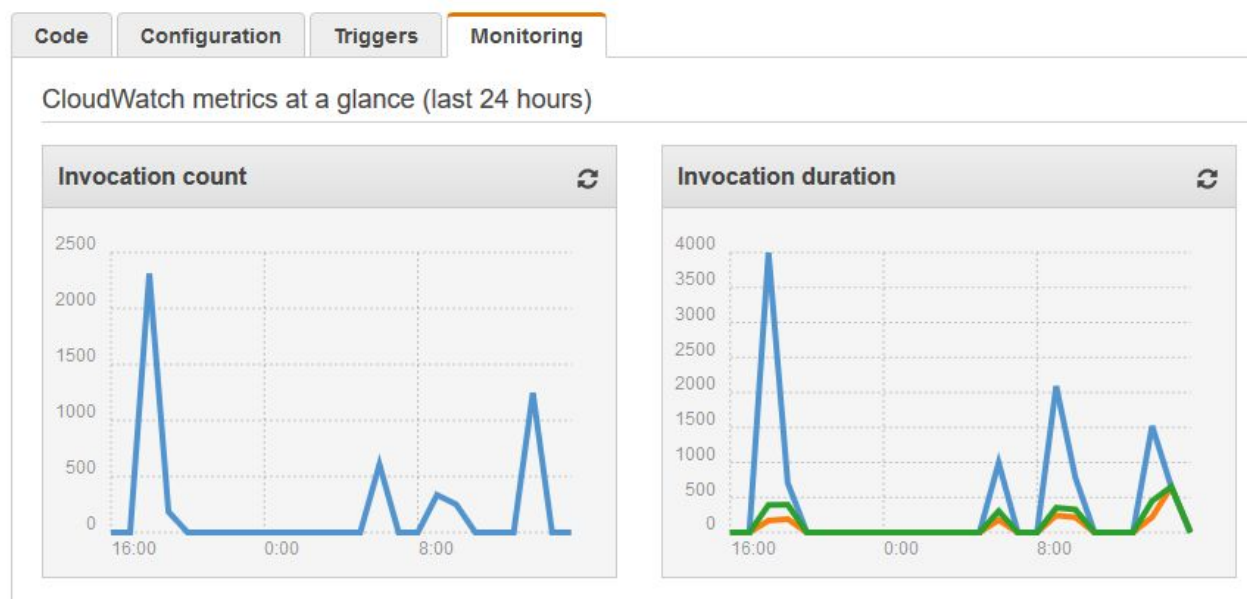 Code Configuration Triggers Monitoring
CloudWatch metrics at a glance (last 24 hours)
Invocation count
2500
2000
1500
1000
500
0
16:00 0:00 8:00
Invocation duration
4000
3500
3000
2500
2000
1500
1000
500
0
16:00 0:00 8:00